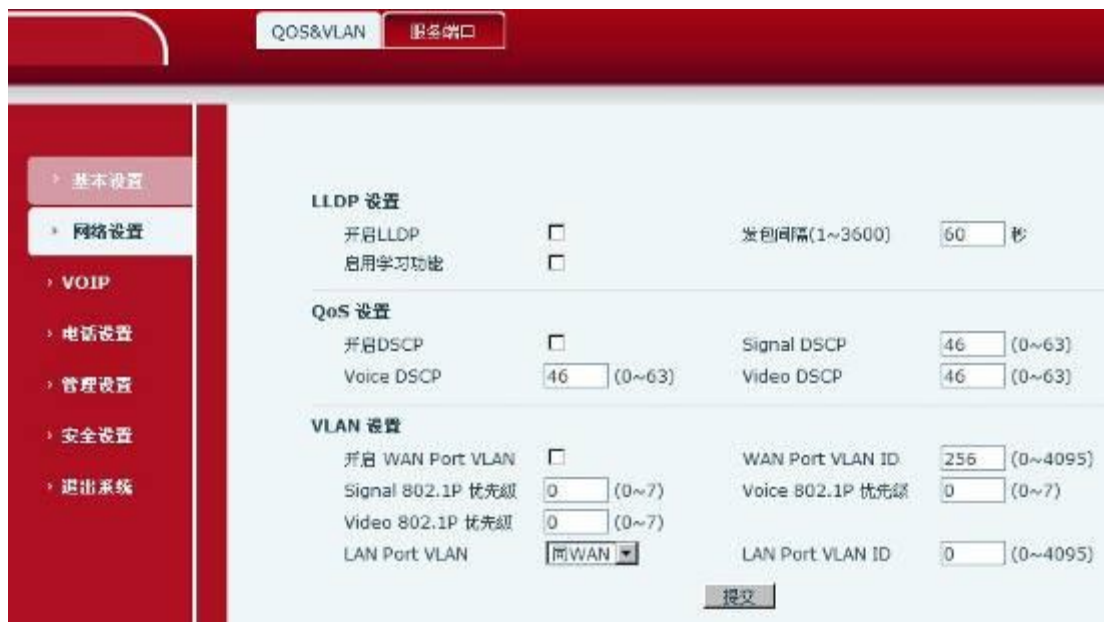 QOS&VLAN 服务端口
基本设置
网络设置
VOIP
电话设置
管理设置
安全设置
退出系统
LLDP 设置
开启LLDP 发包间隔(1~3600) 60 秒
启用学习功能
QoS 设置
开启DSCP Signal DSCP 46 (0~63)
Voice DSCP 46 (0~63) Video DSCP 46 (0~63)
VLAN 设置
开启 WAN Port VLAN WAN Port VLAN ID 256 (0~4095)
Signal 802.1P 优先级 0 (0~7) Voice 802.1P 优先级 0 (0~7)
Video 802.1P 优先级 0 (0~7)
LAN Port VLAN 同WAN LAN Port VLAN ID 0 (0~4095)
提交